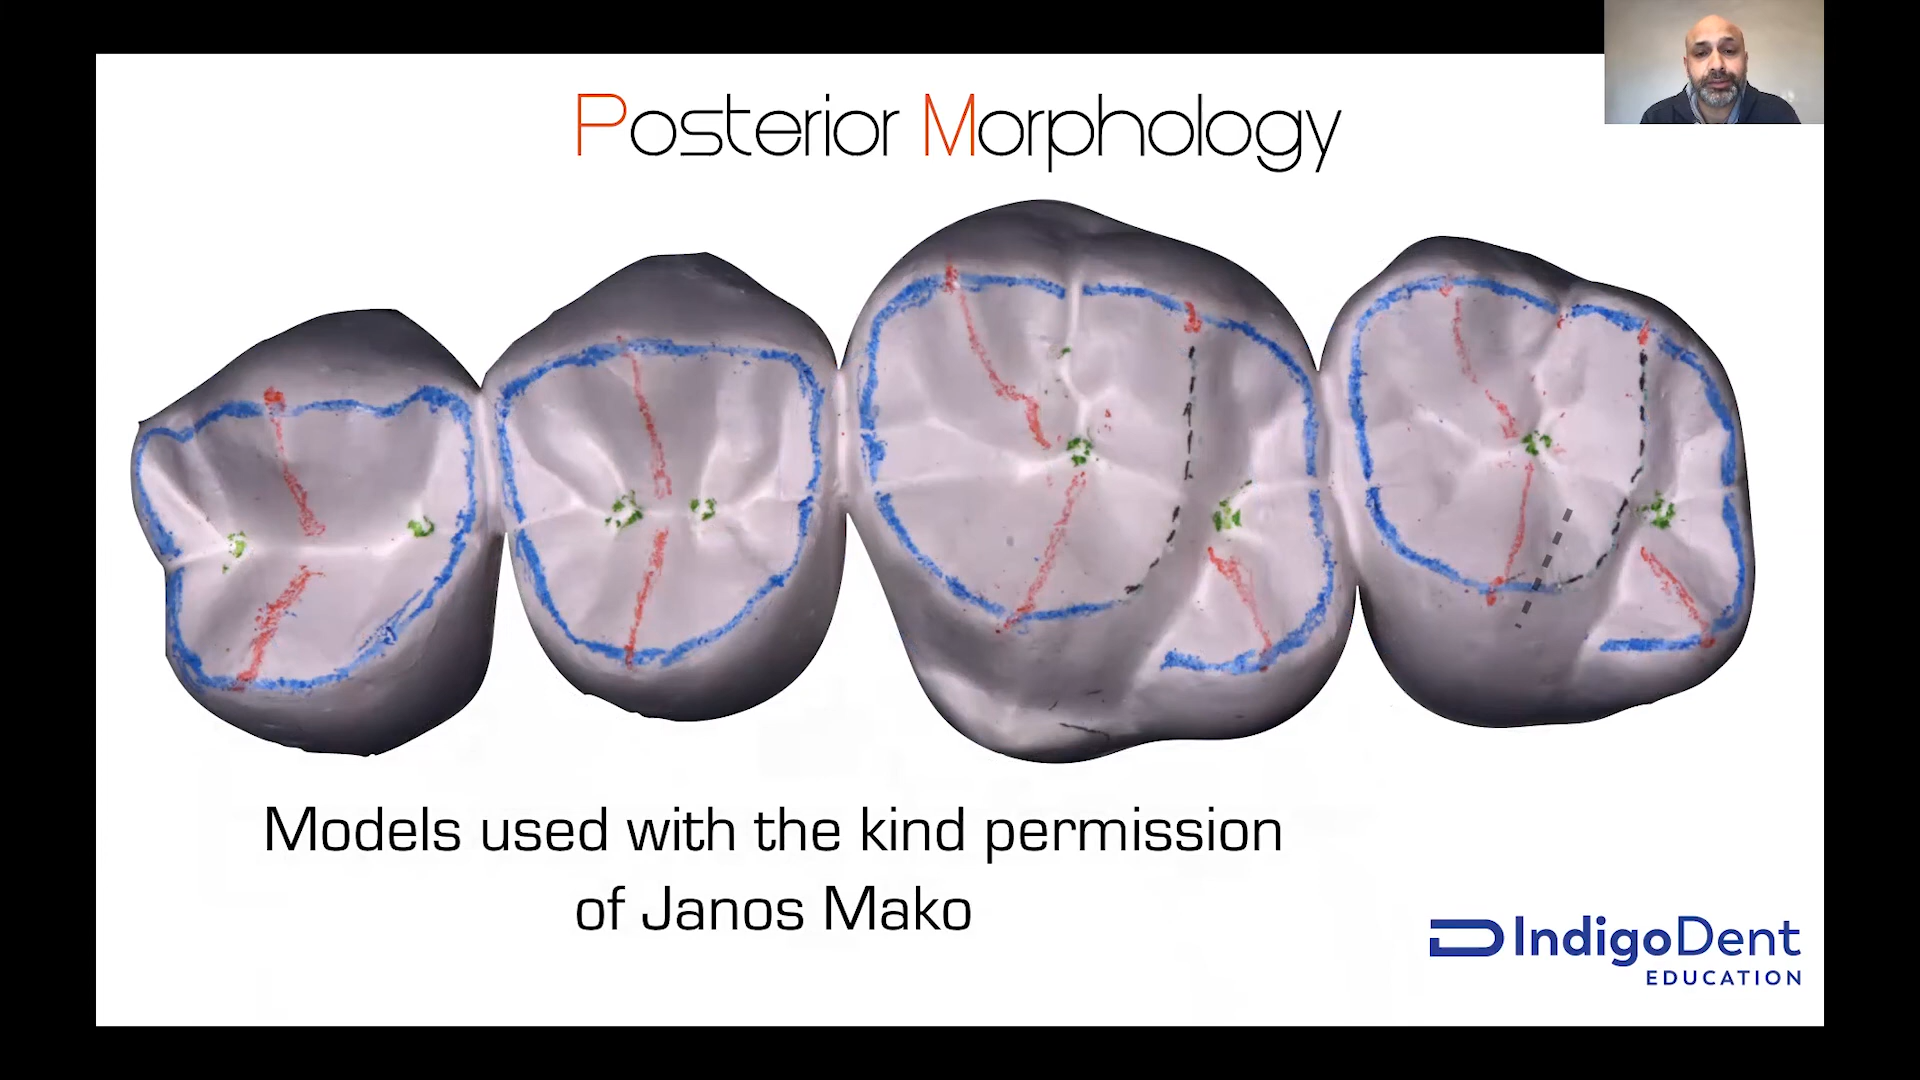 Posterior Morphology
Models used with the kind permission
of Janos Mako
IndigoDent
EDUCATION